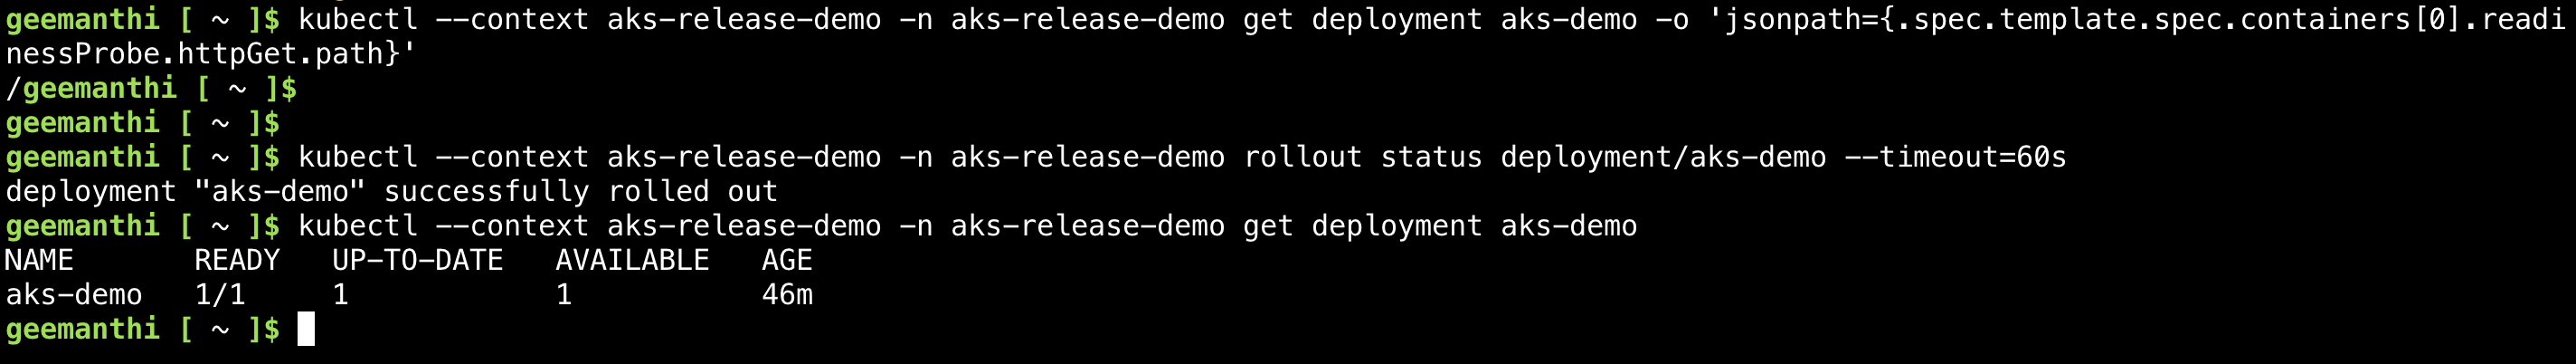 geemanthi [ ~ ]$ kubectl --context aks-release-demo -n aks-release-demo get deployment aks-demo -o 'jsonpath={.spec.template.spec.containers[0].readi
nessProbe.httpGet.path}'
/geemanthi [ ~ ]$
geemanthi [ ~ ]$
geemanthi [ ~ ]$ kubectl --context aks-release-demo -n aks-release-demo rollout status deployment/aks-demo --timeout=60s
deployment "aks-demo" successfully rolled out
geemanthi [ ~ ]$ kubectl --context aks-release-demo -n aks-release-demo get deployment aks-demo
NAME       READY   UP-TO-DATE   AVAILABLE   AGE
aks-demo   1/1     1            1           46m
geemanthi [ ~ ]$